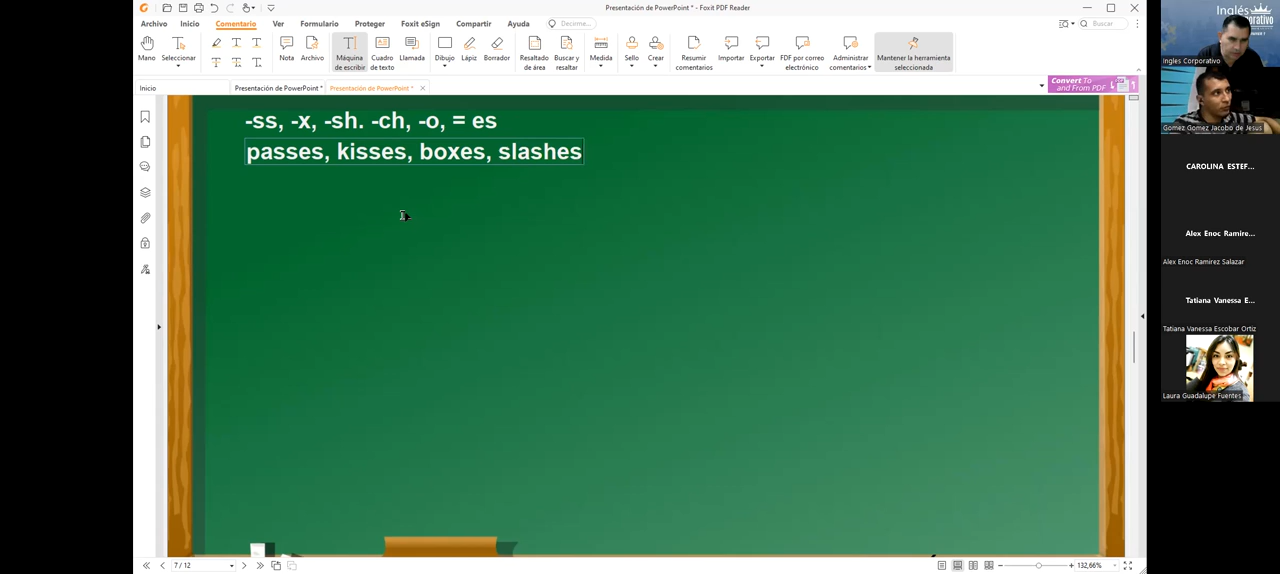 Presentación de PowerPoint * - Foxit PDF Reader
Archivo Inicio Comentario Ver Formulario Proteger Foxit eSign Compartir Ayuda Decirme... Buscar
Mano Seleccionar Nota Archivo Máquina de escribir Cuadro de texto Llamada Dibujo Lápiz Borrador Resaltado de área Buscar y resaltar Medida Sello Crear Resumir comentarios Importar Exportar PDF por correo electrónico Administrar comentarios Mantener la herramienta seleccionada
Inicio Presentación de PowerPoint * Presentación de PowerPoint *
Convert To and From PDF
-ss, -x, -sh. -ch, -o, = es
passes, kisses, boxes, slashes
7 / 12
132,66%
Inglés
Ingles Corporativo
Gomez Gomez Jacobo de Jesus
CAROLINA ESTEF...
Alex Enoc Ramire...
Alex Enoc Ramirez Salazar
Tatiana Vanessa E...
Tatiana Vanessa Escobar Ortiz
Laura Guadalupe Fuentes